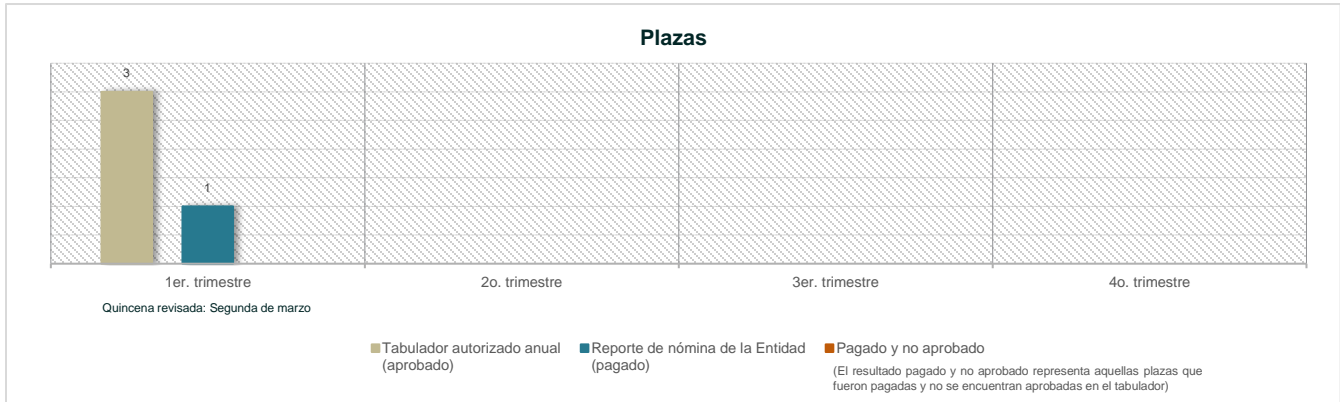 Plazas
3
1
1er. trimestre
2o. trimestre
3er. trimestre
4o. trimestre
Quincena revisada: Segunda de marzo
Tabulador autorizado anual
(aprobado)
Reporte de nómina de la Entidad
(pagado)
Pagado y no aprobado
(El resultado pagado y no aprobado representa aquellas plazas que
fueron pagadas y no se encuentran aprobadas en el tabulador)